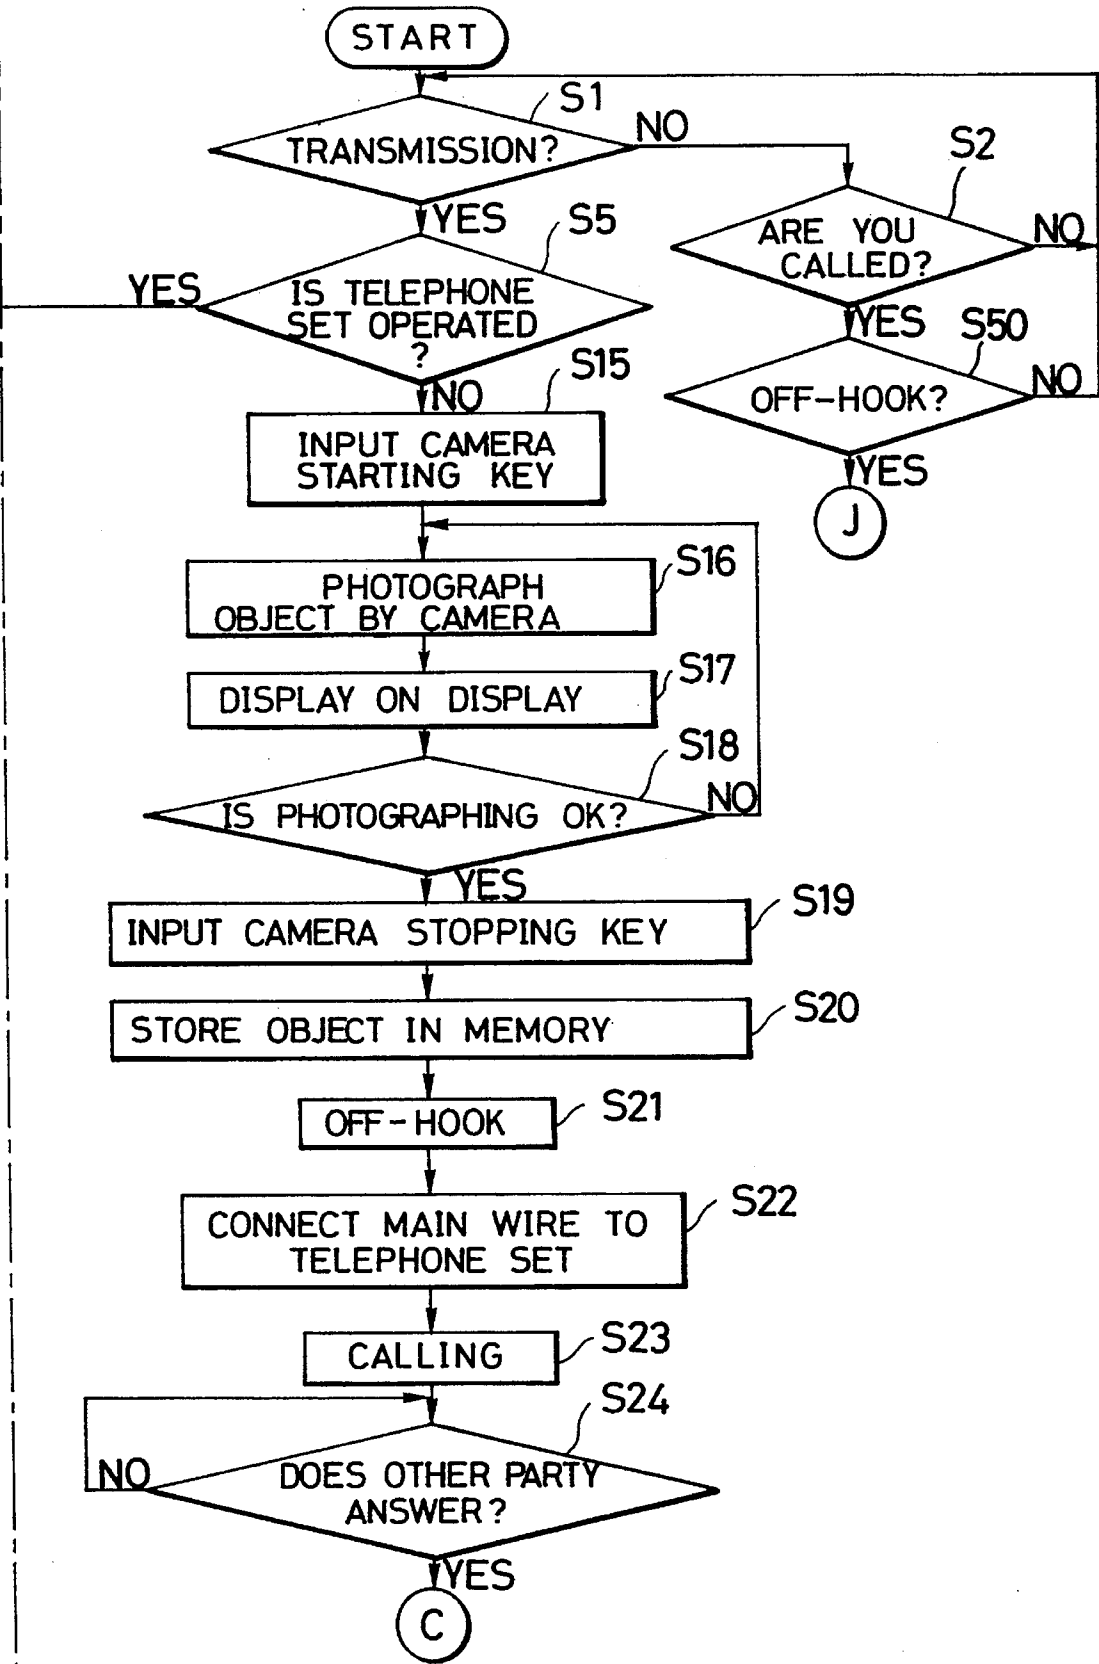 START
S1
TRANSMISSION?
NO
YES
S2
ARE YOU
CALLED?
NO
YES
S5
IS TELEPHONE
SET OPERATED
?
YES
NO
S50
OFF-HOOK?
NO
YES
J
S15
INPUT CAMERA
STARTING KEY
S16
PHOTOGRAPH
OBJECT BY CAMERA
S17
DISPLAY ON DISPLAY
S18
IS PHOTOGRAPHING OK?
NO
YES
S19
INPUT CAMERA STOPPING KEY
S20
STORE OBJECT IN MEMORY
S21
OFF-HOOK
S22
CONNECT MAIN WIRE TO
TELEPHONE SET
S23
CALLING
S24
DOES OTHER PARTY
ANSWER?
NO
YES
C